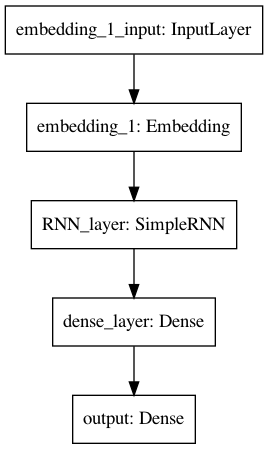 embedding_1_input: InputLayer
embedding_1: Embedding
RNN_layer: SimpleRNN
dense_layer: Dense
output: Dense